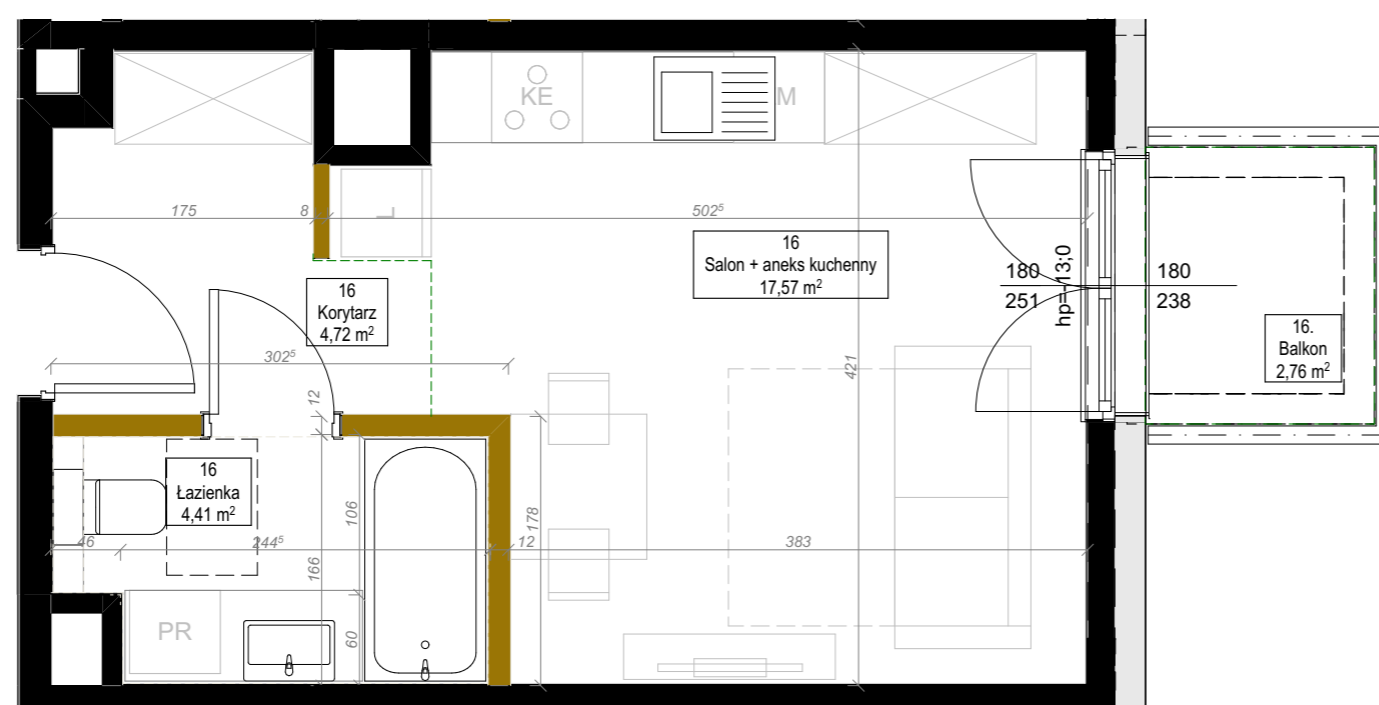 KE
M
175
8
L
502⁵
16
Salon + aneks kuchenny
17,57 m²
180
251
hp=-13;0
180
238
16
Korytarz
4,72 m²
16.
Balkon
2,76 m²
302⁵
421
12
16
Łazienka
4,41 m²
106
178
46
244⁵
12
383
166
PR
60